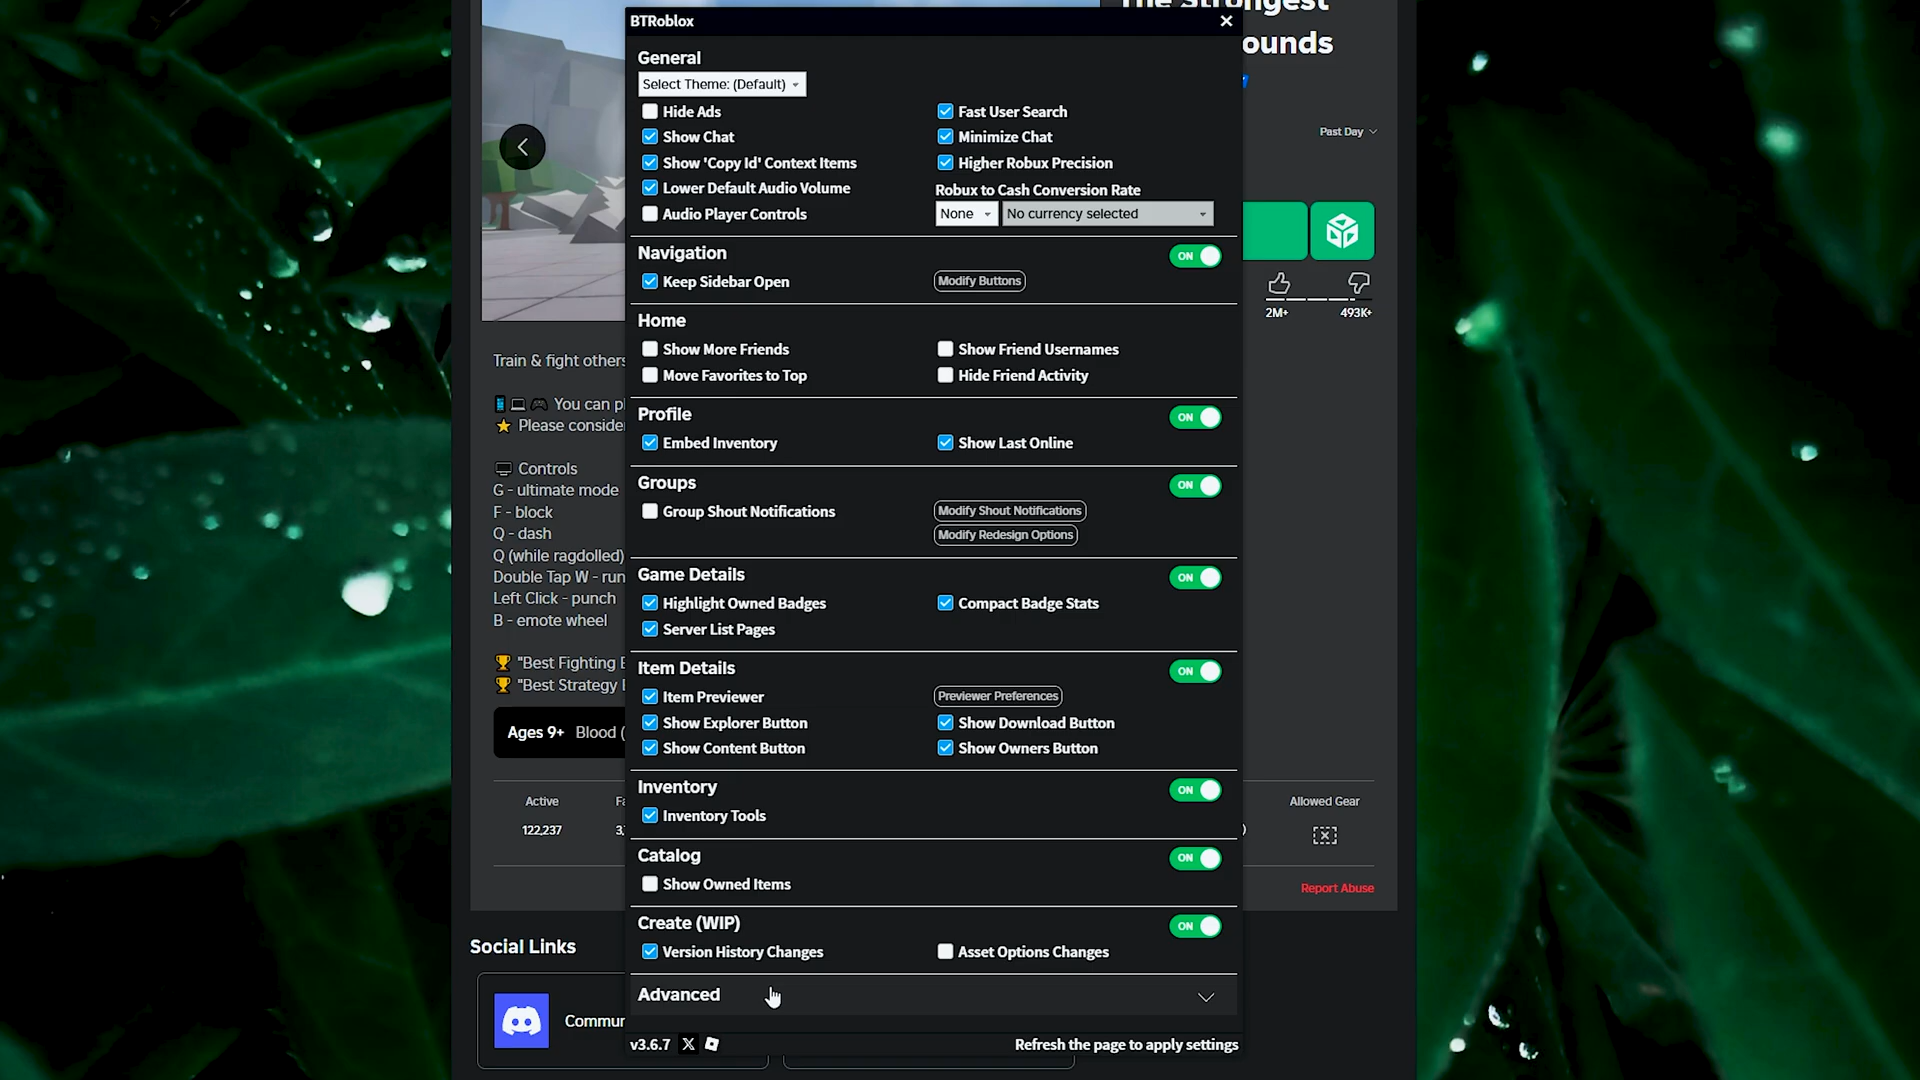 BTRoblox
The Strongest
ounds
General
Select Theme: (Default)
Hide Ads
Fast User Search
Past Day
Show Chat
Minimize Chat
Show 'Copy Id' Context Items
Higher Robux Precision
Lower Default Audio Volume
Robux to Cash Conversion Rate
Audio Player Controls
None
No currency selected
Navigation
ON
Keep Sidebar Open
Modify Buttons
2M+
493K+
Home
Show More Friends
Show Friend Usernames
Train & fight others
Move Favorites to Top
Hide Friend Activity
You can pl
Profile
ON
Please conside
Embed Inventory
Show Last Online
Controls
Groups
ON
G - ultimate mode
Group Shout Notifications
Modify Shout Notifications
F - block
Q - dash
Modify Redesign Options
Q (while ragdolled)
Double Tap W - run
Game Details
ON
Left Click - punch
Highlight Owned Badges
Compact Badge Stats
B - emote wheel
Server List Pages
"Best Fighting E
Item Details
ON
"Best Strategy E
Item Previewer
Previewer Preferences
Show Explorer Button
Show Download Button
Ages 9+ Blood (
Show Content Button
Show Owners Button
Inventory
ON
Active
Fa
Allowed Gear
Inventory Tools
122,237
3,
Catalog
ON
Show Owned Items
Report Abuse
Create (WIP)
ON
Social Links
Version History Changes
Asset Options Changes
Advanced
Commun
v3.6.7
Refresh the page to apply settings